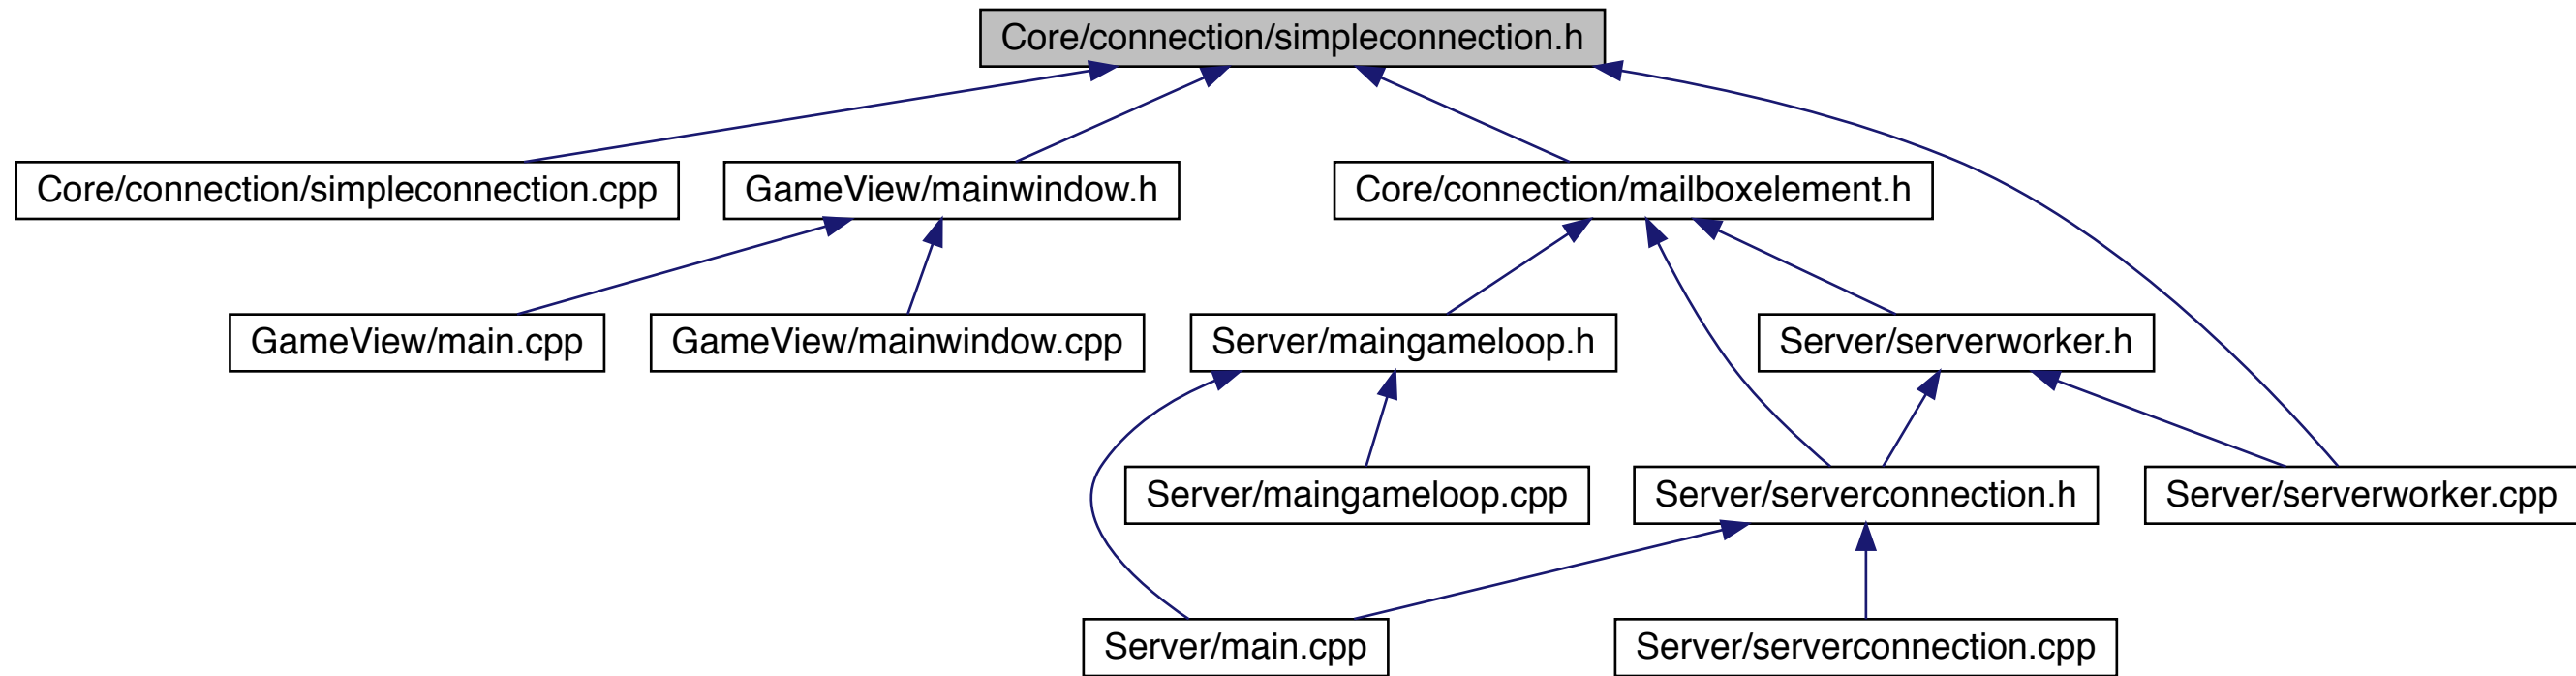 Core/connection/simpleconnection.h
Core/connection/simpleconnection.cpp
GameView/mainwindow.h
Core/connection/mailboxelement.h
GameView/main.cpp
GameView/mainwindow.cpp
Server/maingameloop.h
Server/serverworker.h
Server/maingameloop.cpp
Server/serverconnection.h
Server/serverworker.cpp
Server/main.cpp
Server/serverconnection.cpp